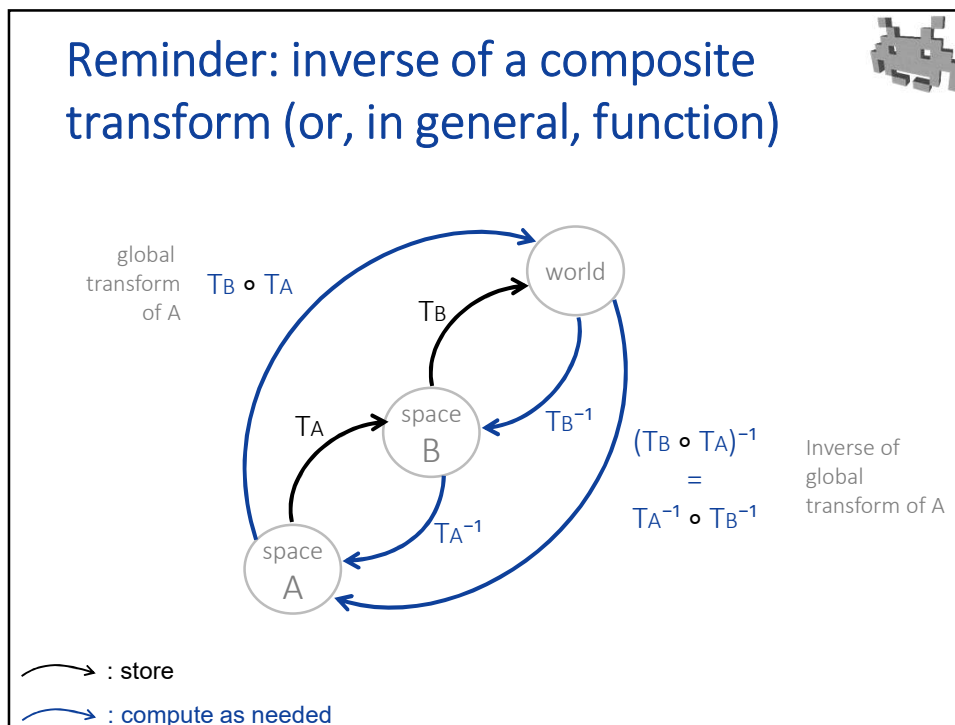 Reminder: inverse of a composite
transform (or, in general, function)
global
transform
of A
TB ∘ TA
world
TB
space
B
TA
TB⁻¹
(TB ∘ TA)⁻¹
=
TA⁻¹ ∘ TB⁻¹
Inverse of
global
transform of A
TA⁻¹
space
A
: store
: compute as needed